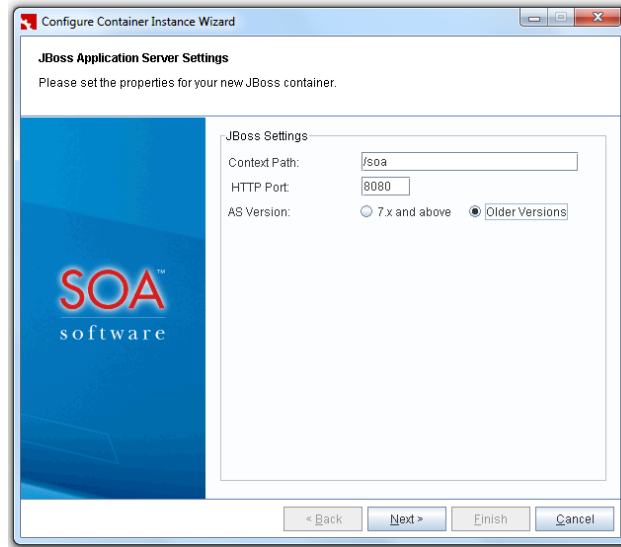 Configure Container Instance Wizard
JBoss Application Server Settings
Please set the properties for your new JBoss container.
JBoss Settings
Context Path: /soa
HTTP Port: 8080
AS Version: 7.x and above Older Versions
SOA™
software
< Back Next > Finish Cancel